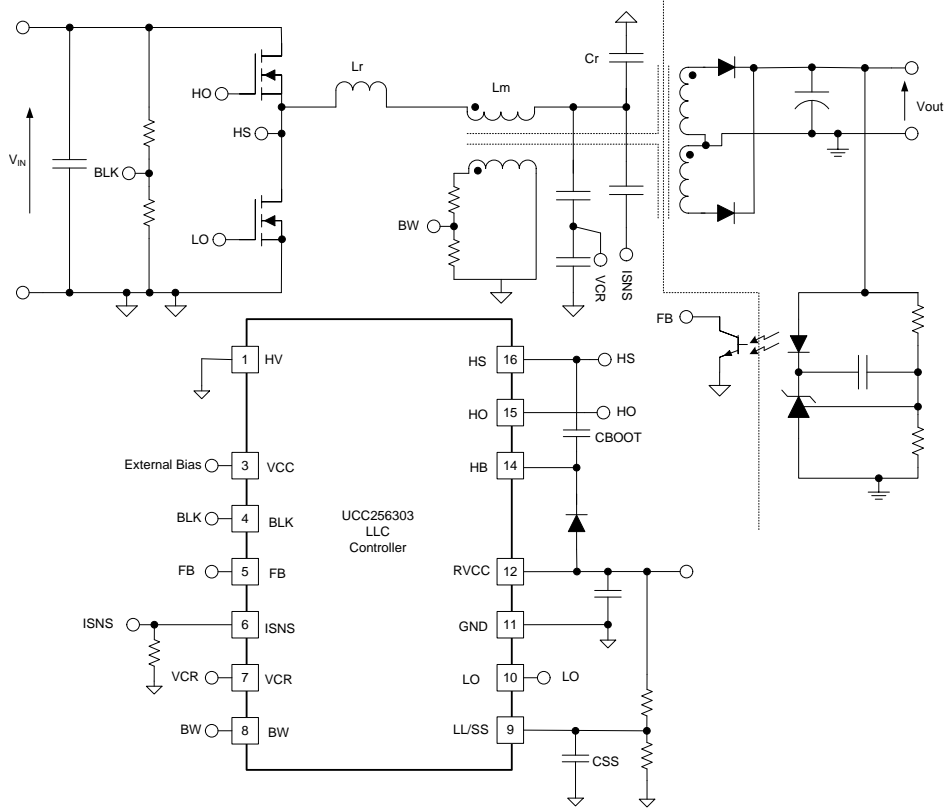 Lr
Cr
Lm
HO
HS
VIN
BLK
LO
BW
VCR
ISNS
Vout
FB
1
HV
External Bias
3
VCC
BLK
4
BLK
FB
5
FB
ISNS
6
ISNS
VCR
7
VCR
BW
8
BW
UCC256303
LLC
Controller
HS
16
HS
HO
15
HO
CBOOT
HB
14
RVCC
12
GND
11
LO
10
LO
LL/SS
9
CSS